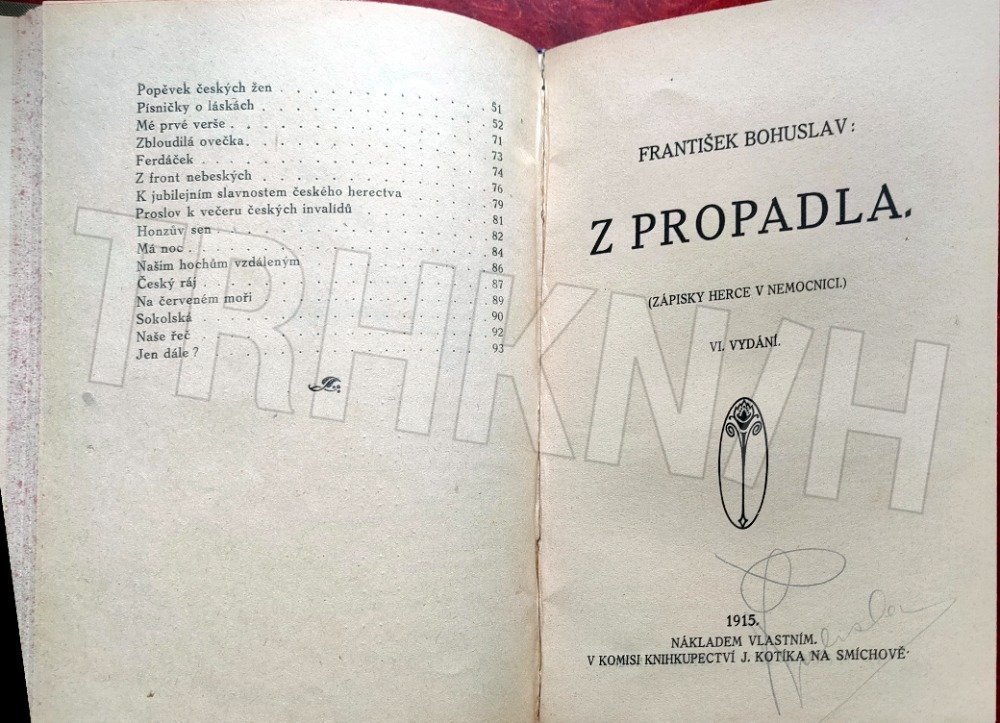 Popěvek českých žen . . . . . . . . . . . . 51
Písničky o láskách . . . . . . . . . . . . 52
Mé prvé verše . . . . . . . . . . . . 71
Zbloudilá ovečka . . . . . . . . . . . . 73
Ferdáček . . . . . . . . . . . . 74
Z front nebeských . . . . . . . . . . . . 76
K jubilejním slavnostem českého herectva . . . . . 79
Proslov k večeru českých invalidů . . . . . . . 81
Honzův sen . . . . . . . . . . . . 82
Má noc . . . . . . . . . . . . 84
Našim hochům vzdáleným . . . . . . . . . 86
Český ráj . . . . . . . . . . . . 87
Na červeném moři . . . . . . . . . . . . 89
Sokolská . . . . . . . . . . . . 90
Naše řeč . . . . . . . . . . . . 92
Jen dále ? . . . . . . . . . . . . 93
FRANTIŠEK BOHUSLAV:
Z PROPADLA.
(ZÁPISKY HERCE V NEMOCNICI.)
VI. VYDÁNÍ.
1915.
NÁKLADEM VLASTNÍM.
V KOMISI KNIHKUPECTVÍ J. KOTÍKA NA SMÍCHOVĚ
TRHKNIH